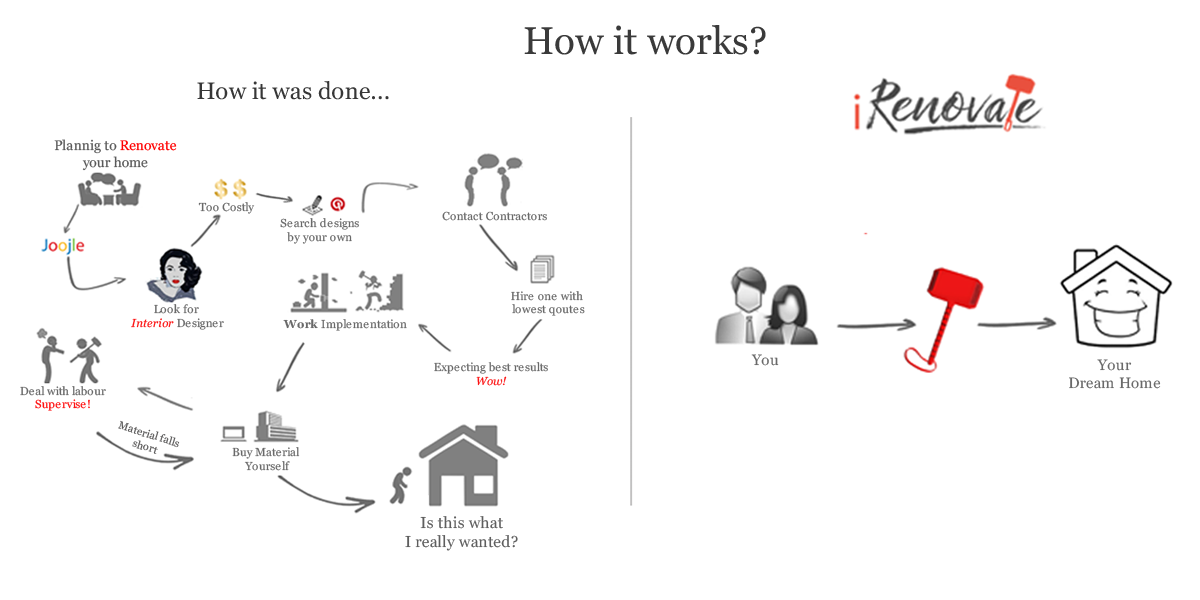 How it works?
How it was done...
iRenovate
Plannig to Renovate
your home
Joojle
Look for
Interior Designer
$ $
Too Costly
Search designs
by your own
Contact Contractors
Hire one with
lowest qoutes
Expecting best results
Wow!
Work Implementation
Buy Material
Yourself
Deal with labour
Supervise!
Material falls
short
Is this what
I really wanted?
You
Your
Dream Home